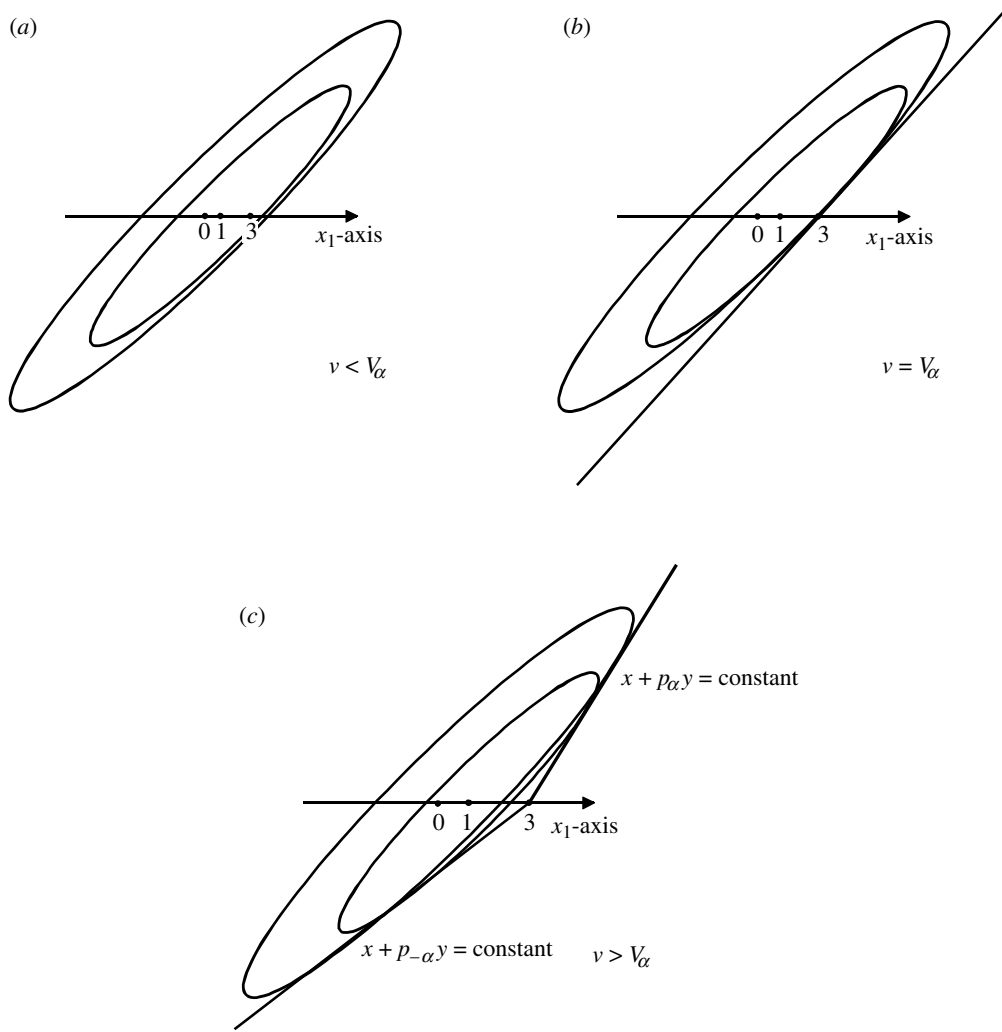 (a)
0 1 3
x₁-axis
v < Vα
(b)
0 1 3
x₁-axis
v = Vα
(c)
x + pαy = constant
0 1 3
x₁-axis
x + p₋αy = constant
v > Vα